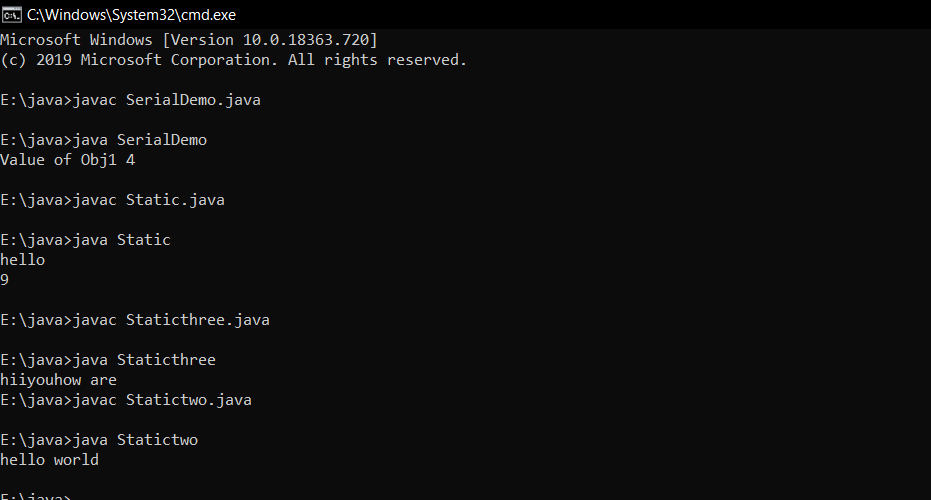 C:\Windows\System32\cmd.exe
Microsoft Windows [Version 10.0.18363.720]
(c) 2019 Microsoft Corporation. All rights reserved.
E:\java>javac SerialDemo.java
E:\java>java SerialDemo
Value of Obj1 4
E:\java>javac Static.java
E:\java>java Static
hello
9
E:\java>javac Staticthree.java
E:\java>java Staticthree
hiiyouhow are
E:\java>javac Statictwo.java
E:\java>java Statictwo
hello world
E:\java>